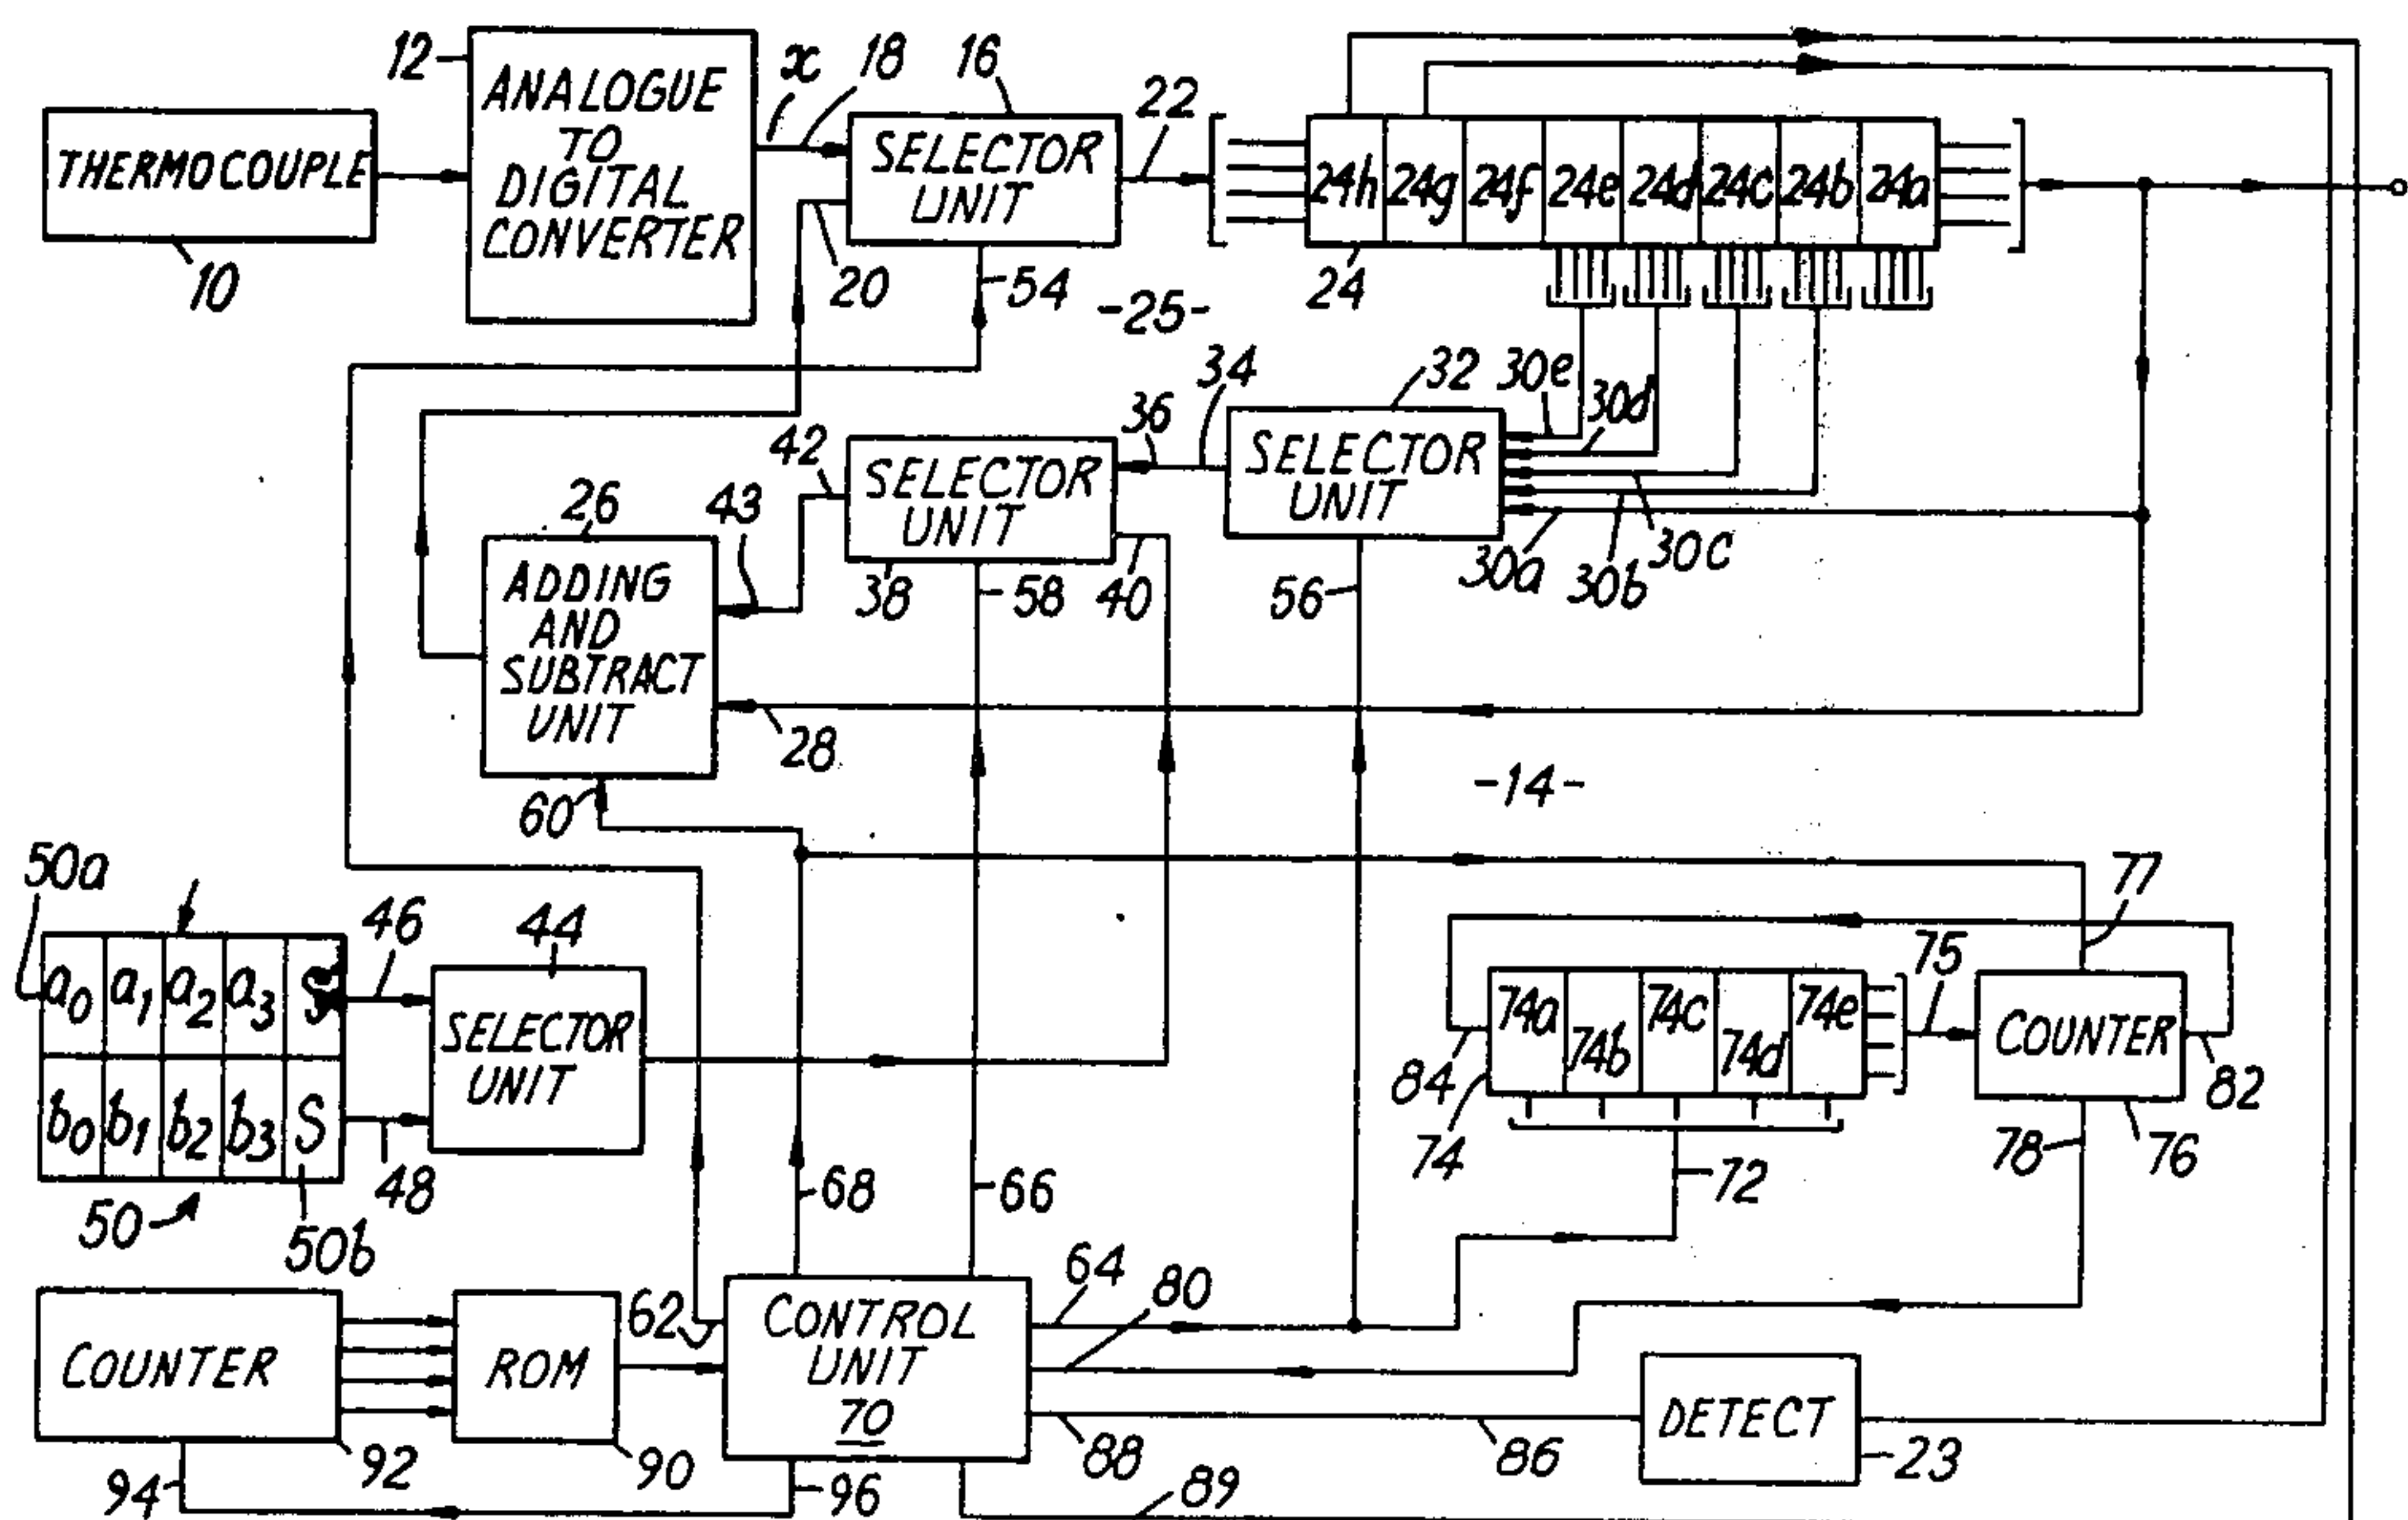 12
ANALOGUE
TO
DIGITAL
CONVERTER
x
18
16
SELECTOR
UNIT
22
24h 24g 24f 24e 24d 24c 24b 24a
THERMOCOUPLE
10
20
54
-25-
24
34
32
30e
30d
36
SELECTOR
UNIT
42
SELECTOR
UNIT
26
43
30a
30b
30c
ADDING
AND
SUBTRACT
UNIT
38
58
40
56
28
-14-
60
50a
46
44
77
a0 a1 a2 a3 S
b0 b1 b2 b3 S
SELECTOR
UNIT
74a 74b 74c 74d 74e
75
COUNTER
84
74
82
48
68
66
72
78
76
50
50b
62
64
80
COUNTER
ROM
CONTROL
UNIT
70
DETECT
92
90
88
86
23
94
96
89